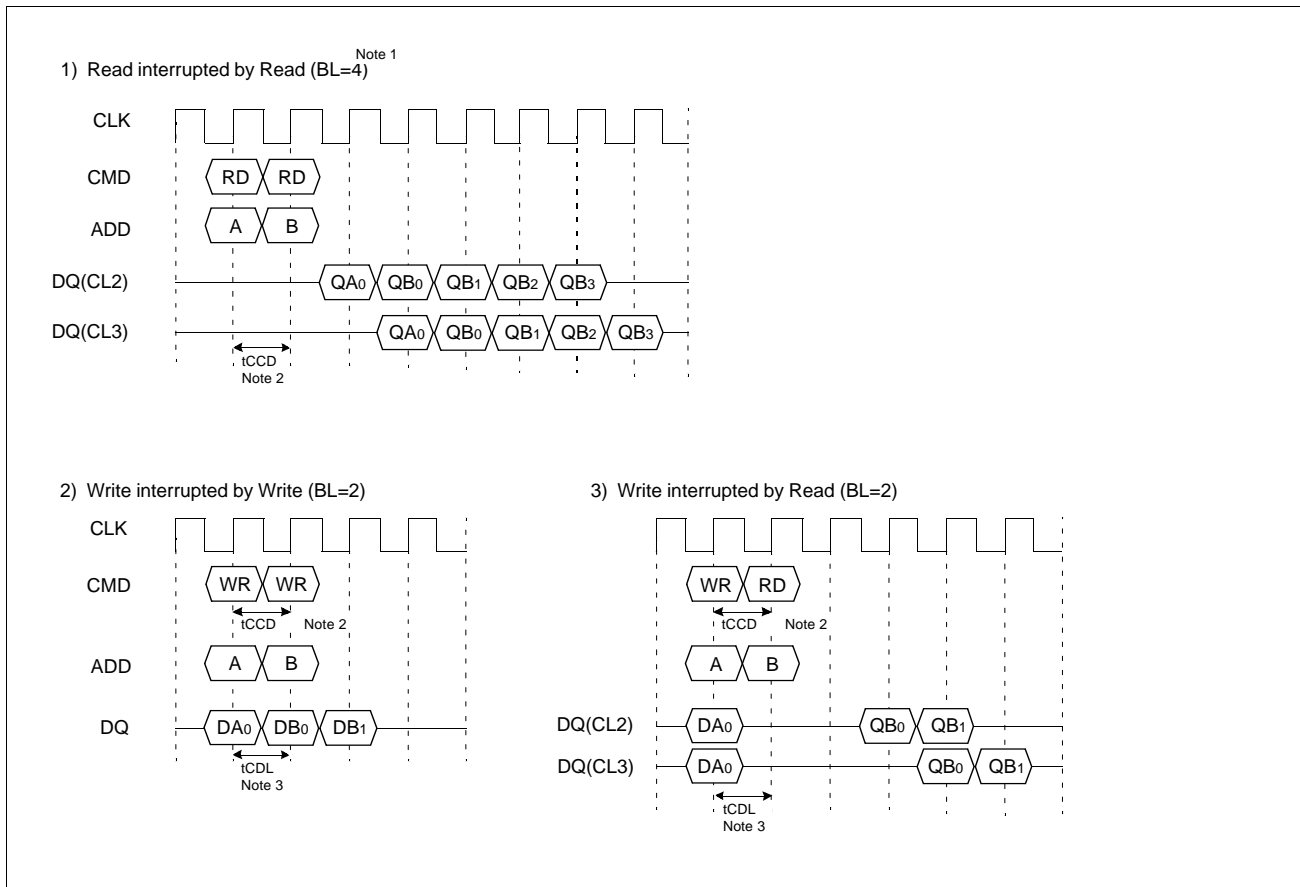 Note 1
1) Read interrupted by Read (BL=4)
CLK
CMD RD RD
ADD A B
DQ(CL2) QA0 QB0 QB1 QB2 QB3
DQ(CL3) QA0 QB0 QB1 QB2 QB3
tCCD
Note 2
2) Write interrupted by Write (BL=2)
CLK
CMD WR WR
tCCD Note 2
ADD A B
DQ DA0 DB0 DB1
tCDL
Note 3
3) Write interrupted by Read (BL=2)
WR RD
tCCD Note 2
A B
DQ(CL2) DA0 QB0 QB1
DQ(CL3) DA0 QB0 QB1
tCDL
Note 3